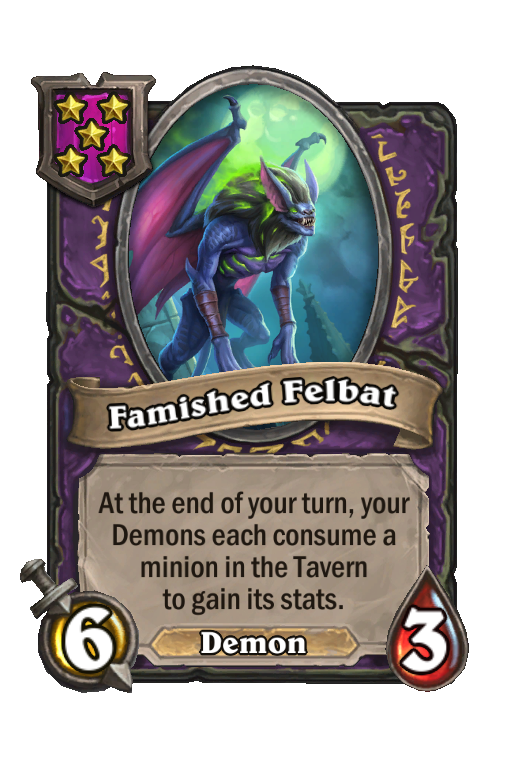 Famished Felbat
At the end of your turn, your
Demons each consume a
minion in the Tavern
to gain its stats.
6
Demon
3